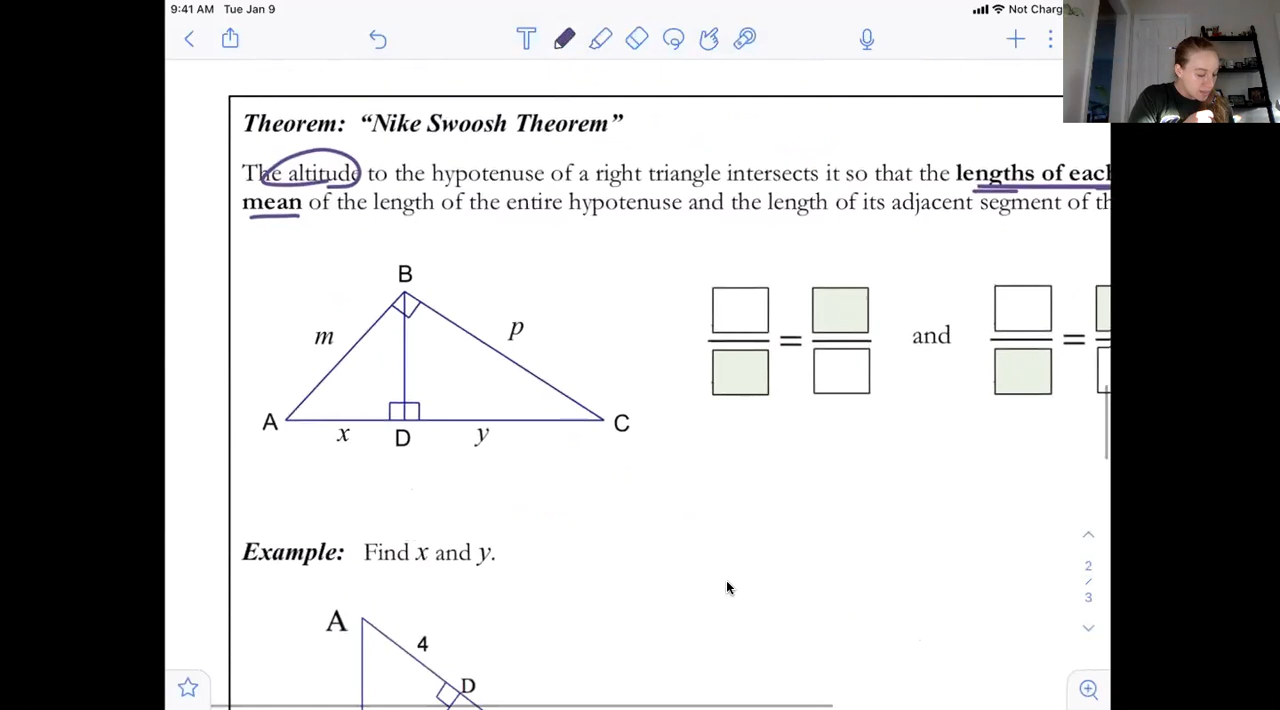 9:41 AM Tue Jan 9
Not Charg
Theorem: “Nike Swoosh Theorem”
The altitude to the hypotenuse of a right triangle intersects it so that the lengths of each
mean of the length of the entire hypotenuse and the length of its adjacent segment of th
B
m
p
= = and
A
C
x
D
y
Example: Find x and y.
2
/
3
A
4
D